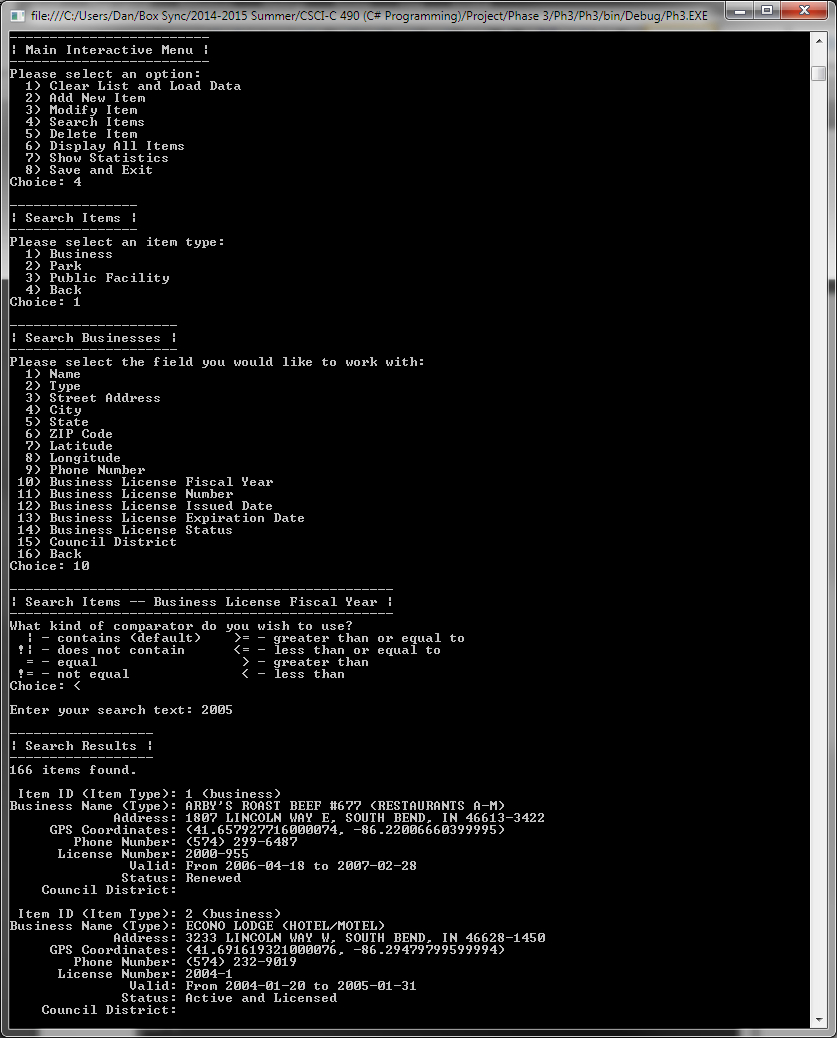 file:///C:/Users/Dan/Box Sync/2014-2015 Summer/CSCI-C 490 (C# Programming)/Project/Phase 3/Ph3/Ph3/bin/Debug/Ph3.EXE
-------------------------
| Main Interactive Menu |
-------------------------
Please select an option:
  1) Clear List and Load Data
  2) Add New Item
  3) Modify Item
  4) Search Items
  5) Delete Item
  6) Display All Items
  7) Show Statistics
  8) Save and Exit
Choice: 4
----------------
| Search Items |
----------------
Please select an item type:
  1) Business
  2) Park
  3) Public Facility
  4) Back
Choice: 1
---------------------
| Search Businesses |
---------------------
Please select the field you would like to work with:
  1) Name
  2) Type
  3) Street Address
  4) City
  5) State
  6) ZIP Code
  7) Latitude
  8) Longitude
  9) Phone Number
 10) Business License Fiscal Year
 11) Business License Number
 12) Business License Issued Date
 13) Business License Expiration Date
 14) Business License Status
 15) Council District
 16) Back
Choice: 10
------------------------------------------------
| Search Items -- Business License Fiscal Year |
------------------------------------------------
What kind of comparator do you wish to use?
  | - contains (default)    >= - greater than or equal to
 !| - does not contain      <= - less than or equal to
  = - equal                  > - greater than
 != - not equal              < - less than
Choice: <
Enter your search text: 2005
------------------
| Search Results |
------------------
166 items found.
 Item ID (Item Type): 1 (business)
Business Name (Type): ARBY'S ROAST BEEF #677 (RESTAURANTS A-M)
             Address: 1807 LINCOLN WAY E, SOUTH BEND, IN 46613-3422
     GPS Coordinates: (41.657927716000074, -86.22006660399995)
        Phone Number: (574) 299-6487
      License Number: 2000-955
               Valid: From 2006-04-18 to 2007-02-28
              Status: Renewed
    Council District:
 Item ID (Item Type): 2 (business)
Business Name (Type): ECONO LODGE (HOTEL/MOTEL)
             Address: 3233 LINCOLN WAY W, SOUTH BEND, IN 46628-1450
     GPS Coordinates: (41.691619321000076, -86.29479799599994)
        Phone Number: (574) 232-9019
      License Number: 2004-1
               Valid: From 2004-01-20 to 2005-01-31
              Status: Active and Licensed
    Council District: